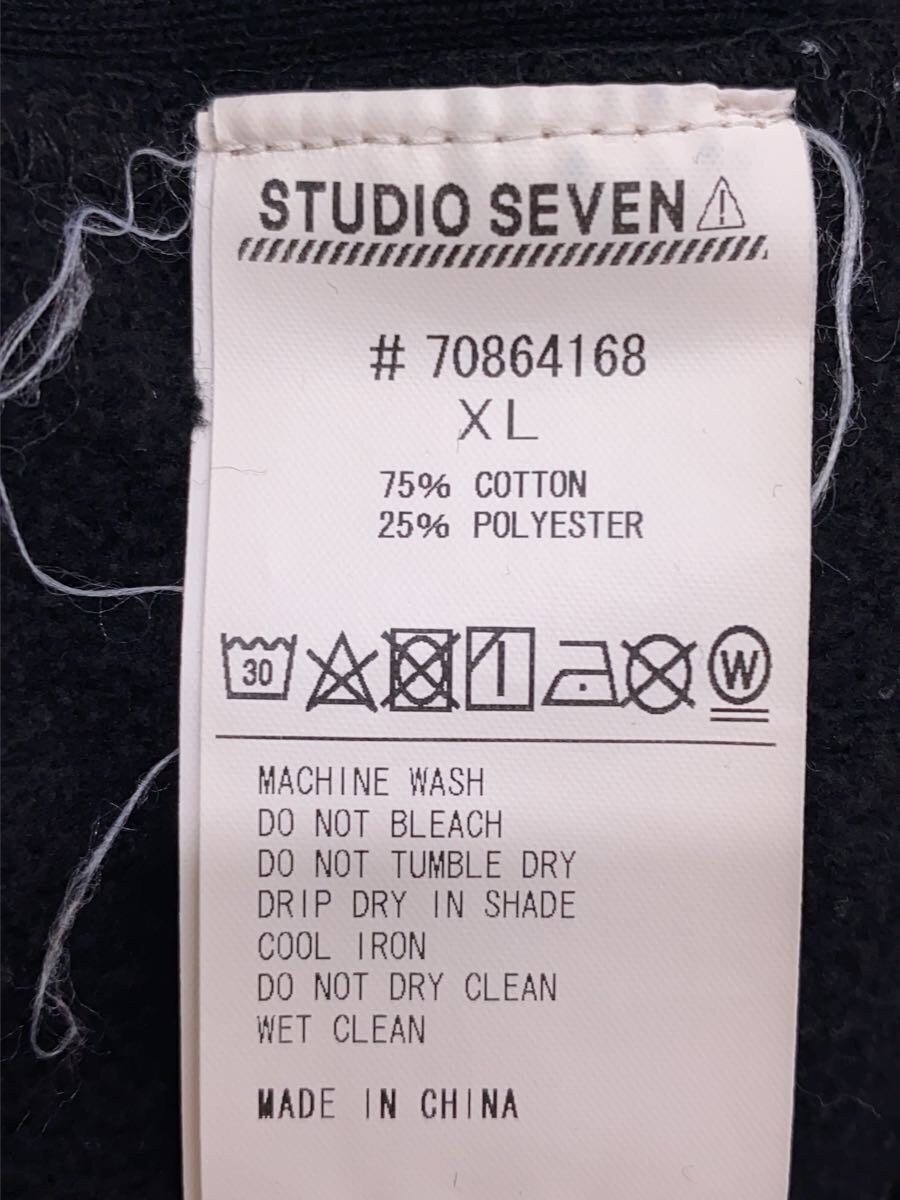 STUDIO SEVEN
# 70864168
XL
75% COTTON
25% POLYESTER
30 W
MACHINE WASH
DO NOT BLEACH
DO NOT TUMBLE DRY
DRIP DRY IN SHADE
COOL IRON
DO NOT DRY CLEAN
WET CLEAN
MADE IN CHINA